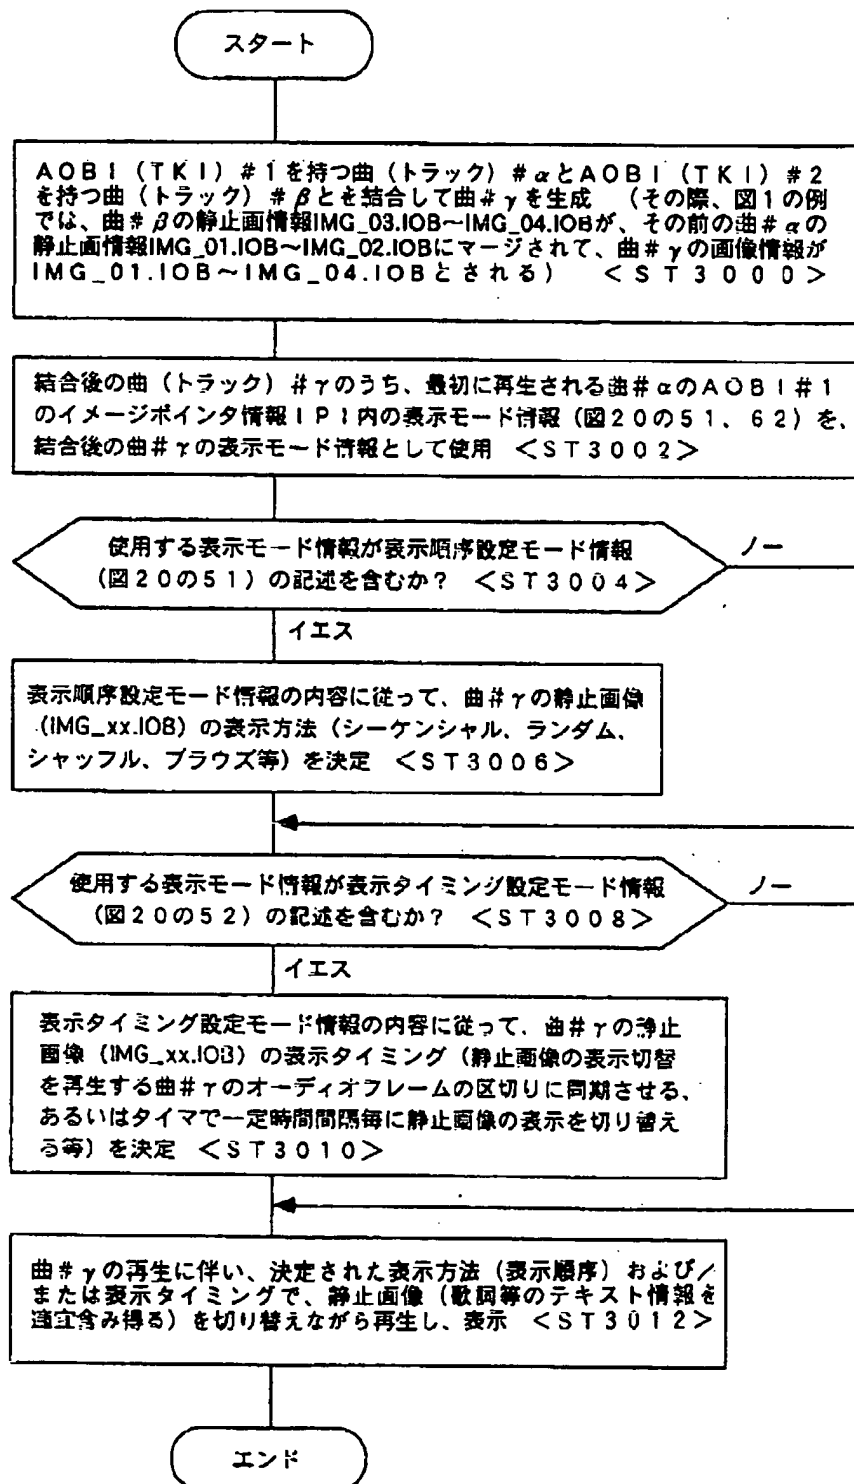 スタート
AOBI(TKI)#1を持つ曲(トラック)#αとAOBI(TKI)#2
を持つ曲(トラック)#βとを結合して曲#γを生成 (その際、図1の例
では、曲#βの静止画情報IMG_03.IOB~IMG_04.IOBが、その前の曲#αの
静止画情報IMG_01.IOB~IMG_02.IOBにマージされて、曲#γの画像情報が
IMG_01.IOB~IMG_04.IOBとされる) <ST3000>
結合後の曲(トラック)#γのうち、最初に再生される曲#αのAOBI#1
のイメージポインタ情報IPI内の表示モード情報(図20の51、62)を、
結合後の曲#γの表示モード情報として使用 <ST3002>
使用する表示モード情報が表示順序設定モード情報
(図20の51)の記述を含むか? <ST3004>
ノー
イエス
表示順序設定モード情報の内容に従って、曲#γの静止画像
(IMG_xx.IOB)の表示方法(シーケンシャル、ランダム、
シャッフル、ブラウズ等)を決定 <ST3006>
使用する表示モード情報が表示タイミング設定モード情報
(図20の52)の記述を含むか? <ST3008>
ノー
イエス
表示タイミング設定モード情報の内容に従って、曲#γの静止
画像(IMG_xx.IOB)の表示タイミング(静止画像の表示切替
を再生する曲#γのオーディオフレームの区切りに同期させる、
あるいはタイマで一定時間間隔毎に静止画像の表示を切り替え
る等)を決定 <ST3010>
曲#γの再生に伴い、決定された表示方法(表示順序)および/
または表示タイミングで、静止画像(歌詞等のテキスト情報を
適宜含み得る)を切り替えながら再生し、表示 <ST3012>
エンド